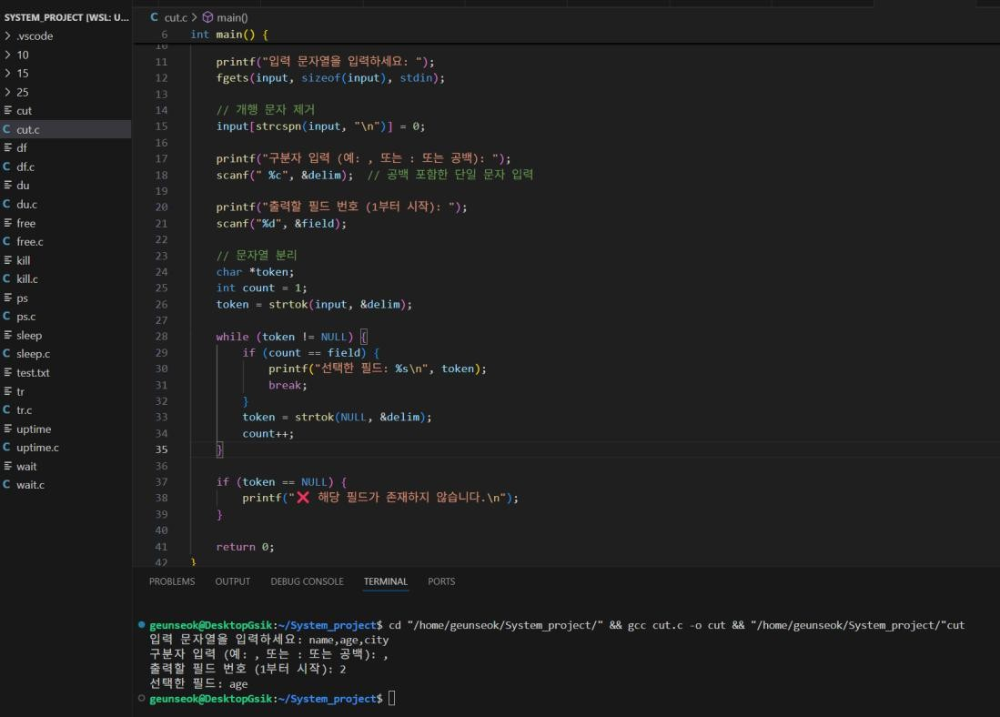 SYSTEM_PROJECT [WSL: U...
.vscode
10
15
25
cut
cut.c
df
df.c
du
du.c
free
free.c
kill
kill.c
ps
ps.c
sleep
sleep.c
test.txt
tr
tr.c
uptime
uptime.c
wait
wait.c
cut.c > main()
6 int main() {
10
11 printf("입력 문자열을 입력하세요: ");
12 fgets(input, sizeof(input), stdin);
13
14 // 개행 문자 제거
15 input[strcspn(input, "\n")] = 0;
16
17 printf("구분자 입력 (예: , 또는 : 또는 공백): ");
18 scanf(" %c", &delim); // 공백 포함한 단일 문자 입력
19
20 printf("출력할 필드 번호 (1부터 시작): ");
21 scanf("%d", &field);
22
23 // 문자열 분리
24 char *token;
25 int count = 1;
26 token = strtok(input, &delim);
27
28 while (token != NULL) {
29 if (count == field) {
30 printf("선택한 필드: %s\n", token);
31 break;
32 }
33 token = strtok(NULL, &delim);
34 count++;
35 }
36
37 if (token == NULL) {
38 printf("❌ 해당 필드가 존재하지 않습니다.\n");
39 }
40
41 return 0;
42 }
PROBLEMS OUTPUT DEBUG CONSOLE TERMINAL PORTS
geunseok@DesktopGsik:~/System_project$ cd "/home/geunseok/System_project/" && gcc cut.c -o cut && "/home/geunseok/System_project/"cut
입력 문자열을 입력하세요: name,age,city
구분자 입력 (예: , 또는 : 또는 공백): ,
출력할 필드 번호 (1부터 시작): 2
선택한 필드: age
geunseok@DesktopGsik:~/System_project$